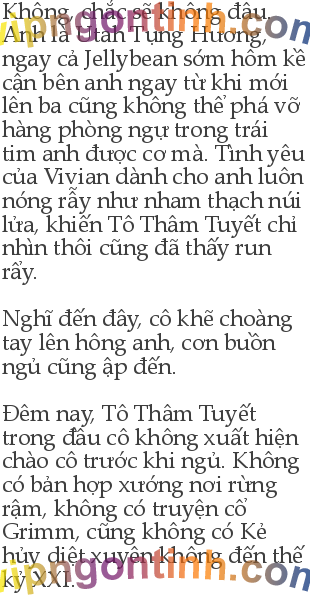 Không, chắc sẽ không đâu.
Anh là Tần Tụng Hương,
ngay cả Jellybean sớm hôm kề
cận bên anh ngay từ khi mới
lên ba cũng không thể phá vỡ
hàng phòng ngự trong trái
tim anh được cơ mà. Tình yêu
của Vivian dành cho anh luôn
nóng rẫy như nham thạch núi
lửa, khiến Tô Thâm Tuyết chỉ
nhìn thôi cũng đã thấy run
rẩy.
Nghĩ đến đây, cô khẽ choàng
tay lên hông anh, cơn buồn
ngủ cũng ập đến.
Đêm nay, Tô Thâm Tuyết
trong đầu cô không xuất hiện
chào cô trước khi ngủ. Không
có bản hợp xướng nơi rừng
rậm, không có truyện cổ
Grimm, cũng không có Kẻ
hủy diệt xuyên không đến thế
kỷ XXI.
vipngontinh.com